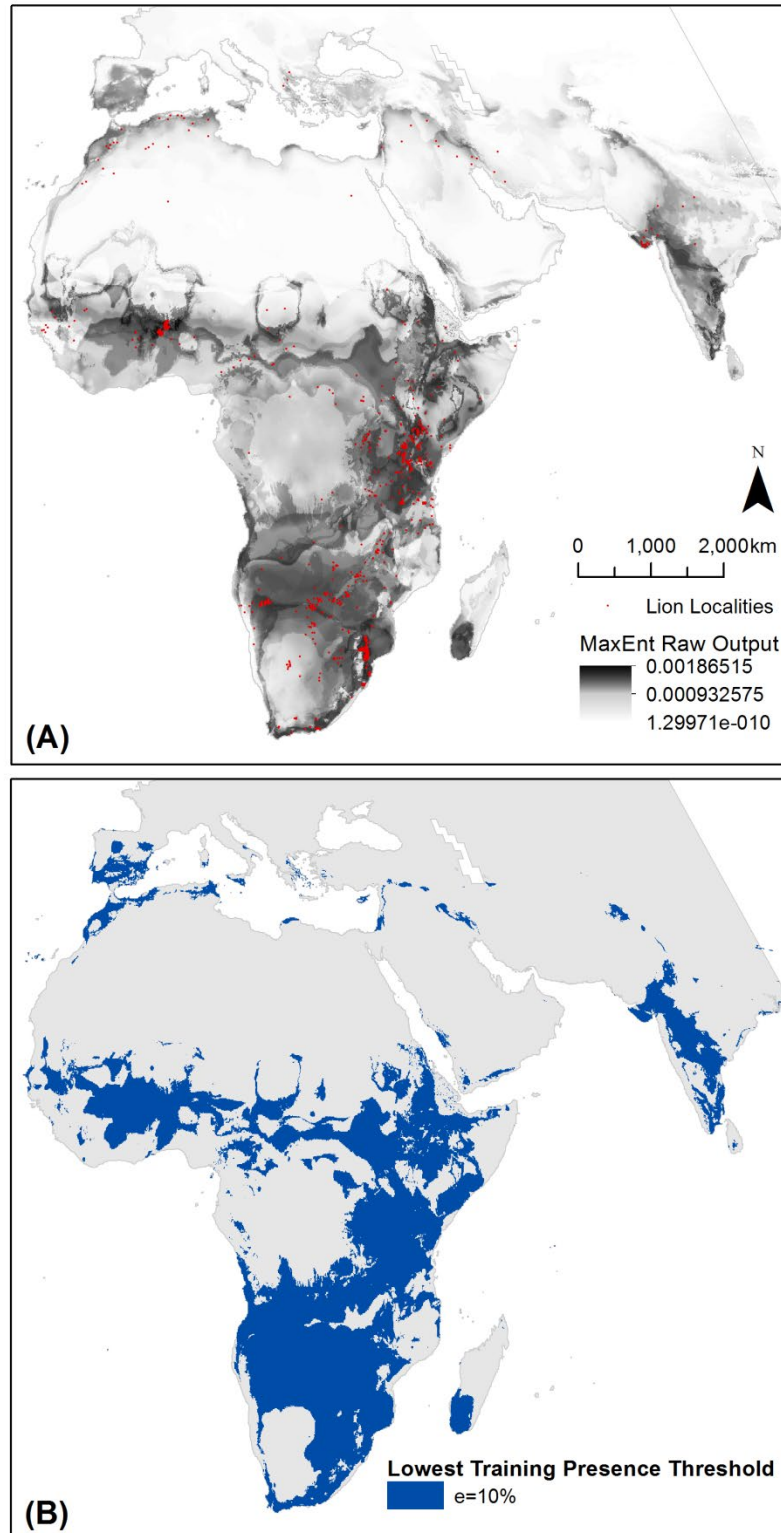 N
0 1,000 2,000km
Lion Localities
MaxEnt Raw Output
0.00186515
0.000932575
1.29971e-010
(A)
Lowest Training Presence Threshold
e=10%
(B)